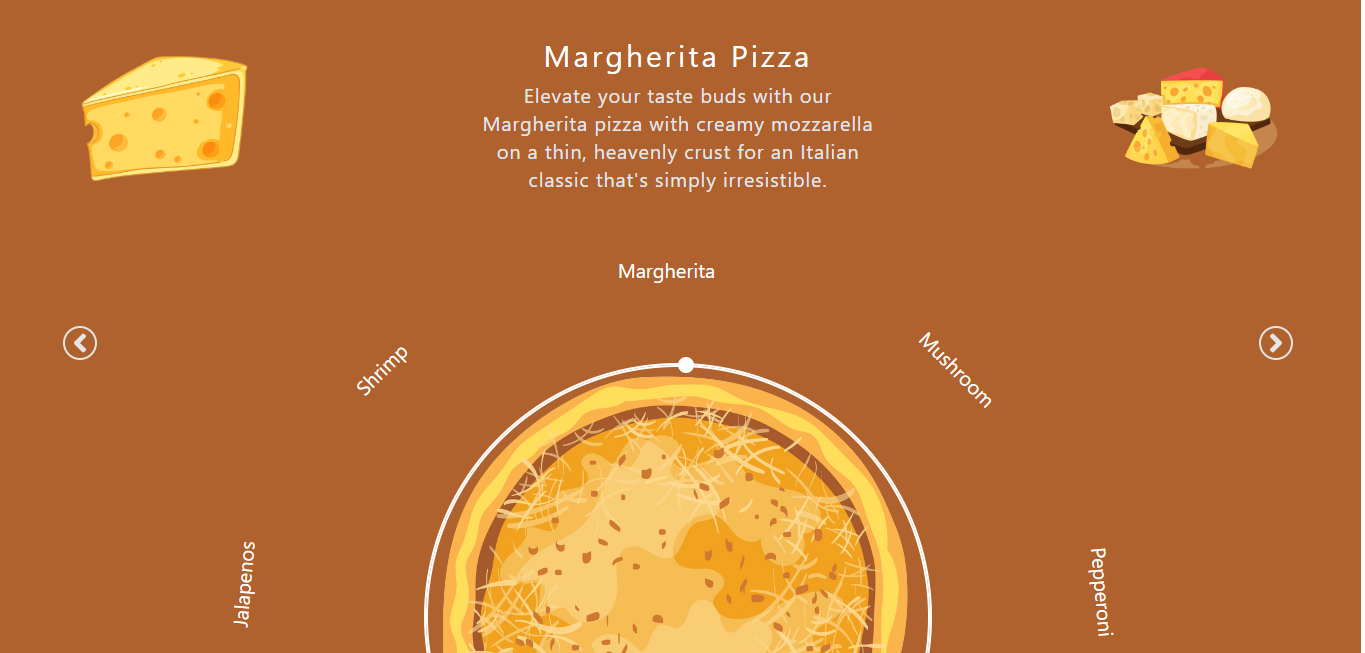 Margherita Pizza
Elevate your taste buds with our
Margherita pizza with creamy mozzarella
on a thin, heavenly crust for an Italian
classic that's simply irresistible.
Margherita
Shrimp
Mushroom
Jalapenos
Pepperoni